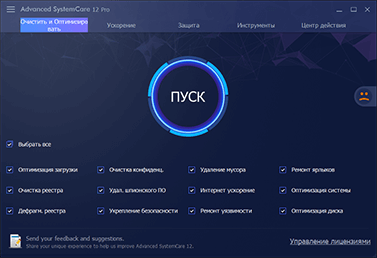 Advanced SystemCare 12 Pro
Очистить и Оптимизиро
вать
Ускорение
Защита
Инструменты
Центр действия
ПУСК
Выбрать все
Оптимизация загрузки
Очистка конфиденц.
Удаление мусора
Ремонт ярлыков
Очистка реестра
Удал. шпионского ПО
Интернет ускорение
Оптимизация системы
Дефрагм. реестра
Укрепление безопасности
Ремонт уязвимости
Оптимизация диска
Send your feedback and suggestions.
Share your unique experience to help us improve Advanced SystemCare 12.
Управление лицензиями